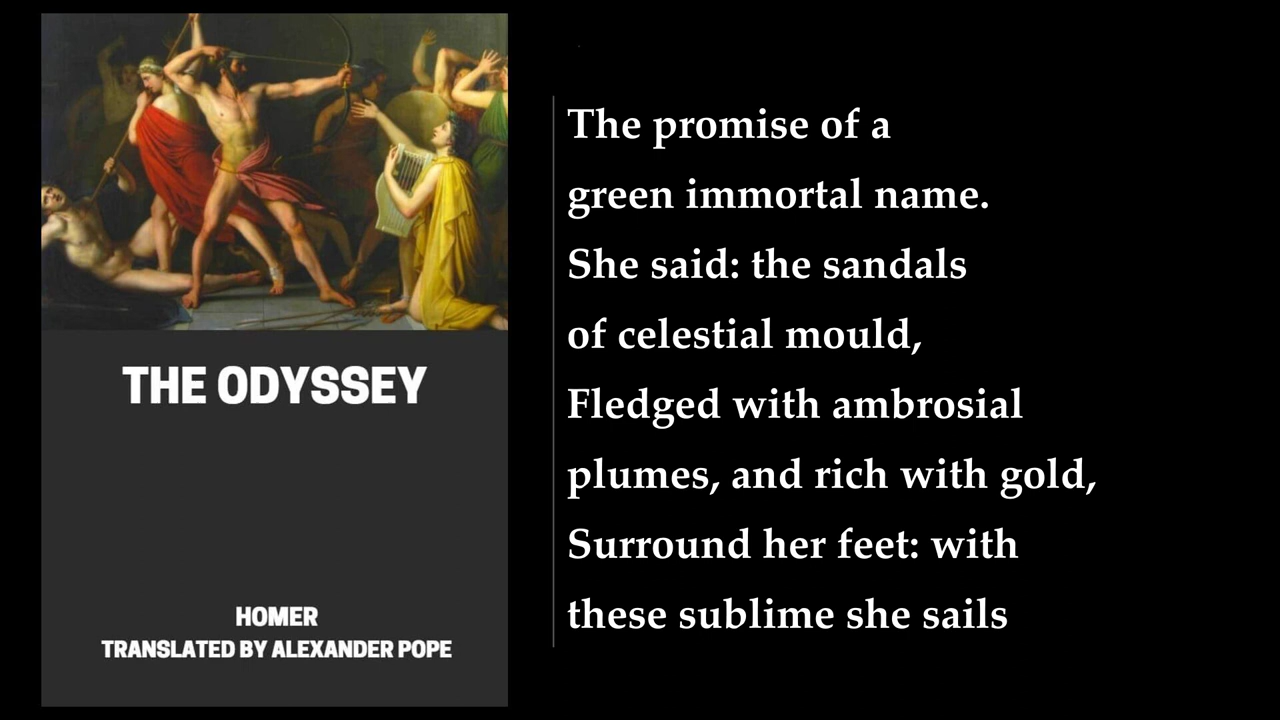 THE ODYSSEY
HOMER
TRANSLATED BY ALEXANDER POPE
The promise of a
green immortal name.
She said: the sandals
of celestial mould,
Fledged with ambrosial
plumes, and rich with gold,
Surround her feet: with
these sublime she sails